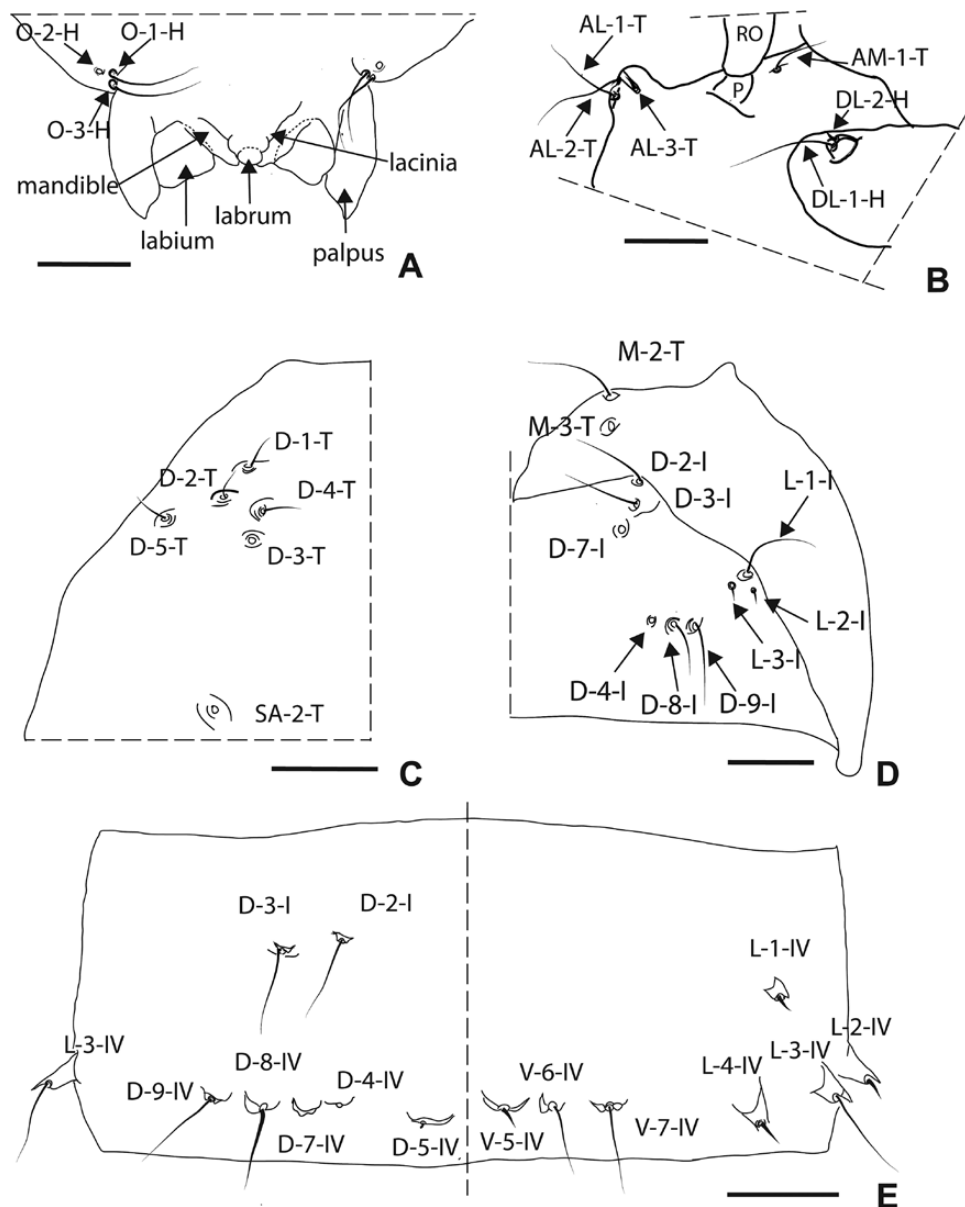 O-2-H
O-1-H
O-3-H
mandible
labium
labrum
palpus
lacinia
A
AL-1-T
RO
AM-1-T
P
DL-2-H
AL-2-T
AL-3-T
DL-1-H
B
D-1-T
D-2-T
D-4-T
D-5-T
D-3-T
SA-2-T
C
M-2-T
M-3-T
D-2-I
D-3-I
L-1-I
D-7-I
L-2-I
L-3-I
D-4-I
D-8-I
D-9-I
D
D-3-I
D-2-I
L-1-IV
L-3-IV
D-8-IV
L-2-IV
D-9-IV
D-4-IV
V-6-IV
L-4-IV
L-3-IV
D-7-IV
D-5-IV
V-5-IV
V-7-IV
E